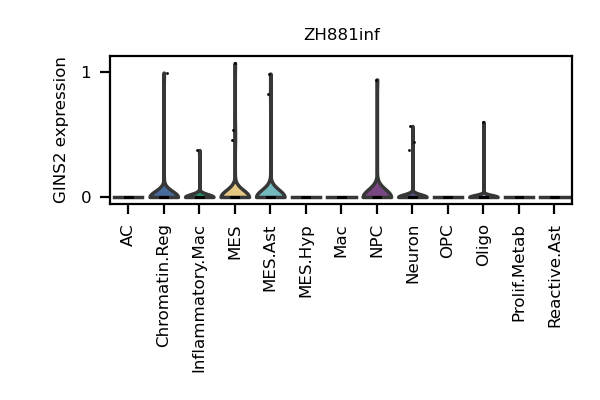 ZH881inf
GINS2 expression
1
0
AC
Chromatin.Reg
Inflammatory.Mac
MES
MES.Ast
MES.Hyp
Mac
NPC
Neuron
OPC
Oligo
Prolif.Metab
Reactive.Ast